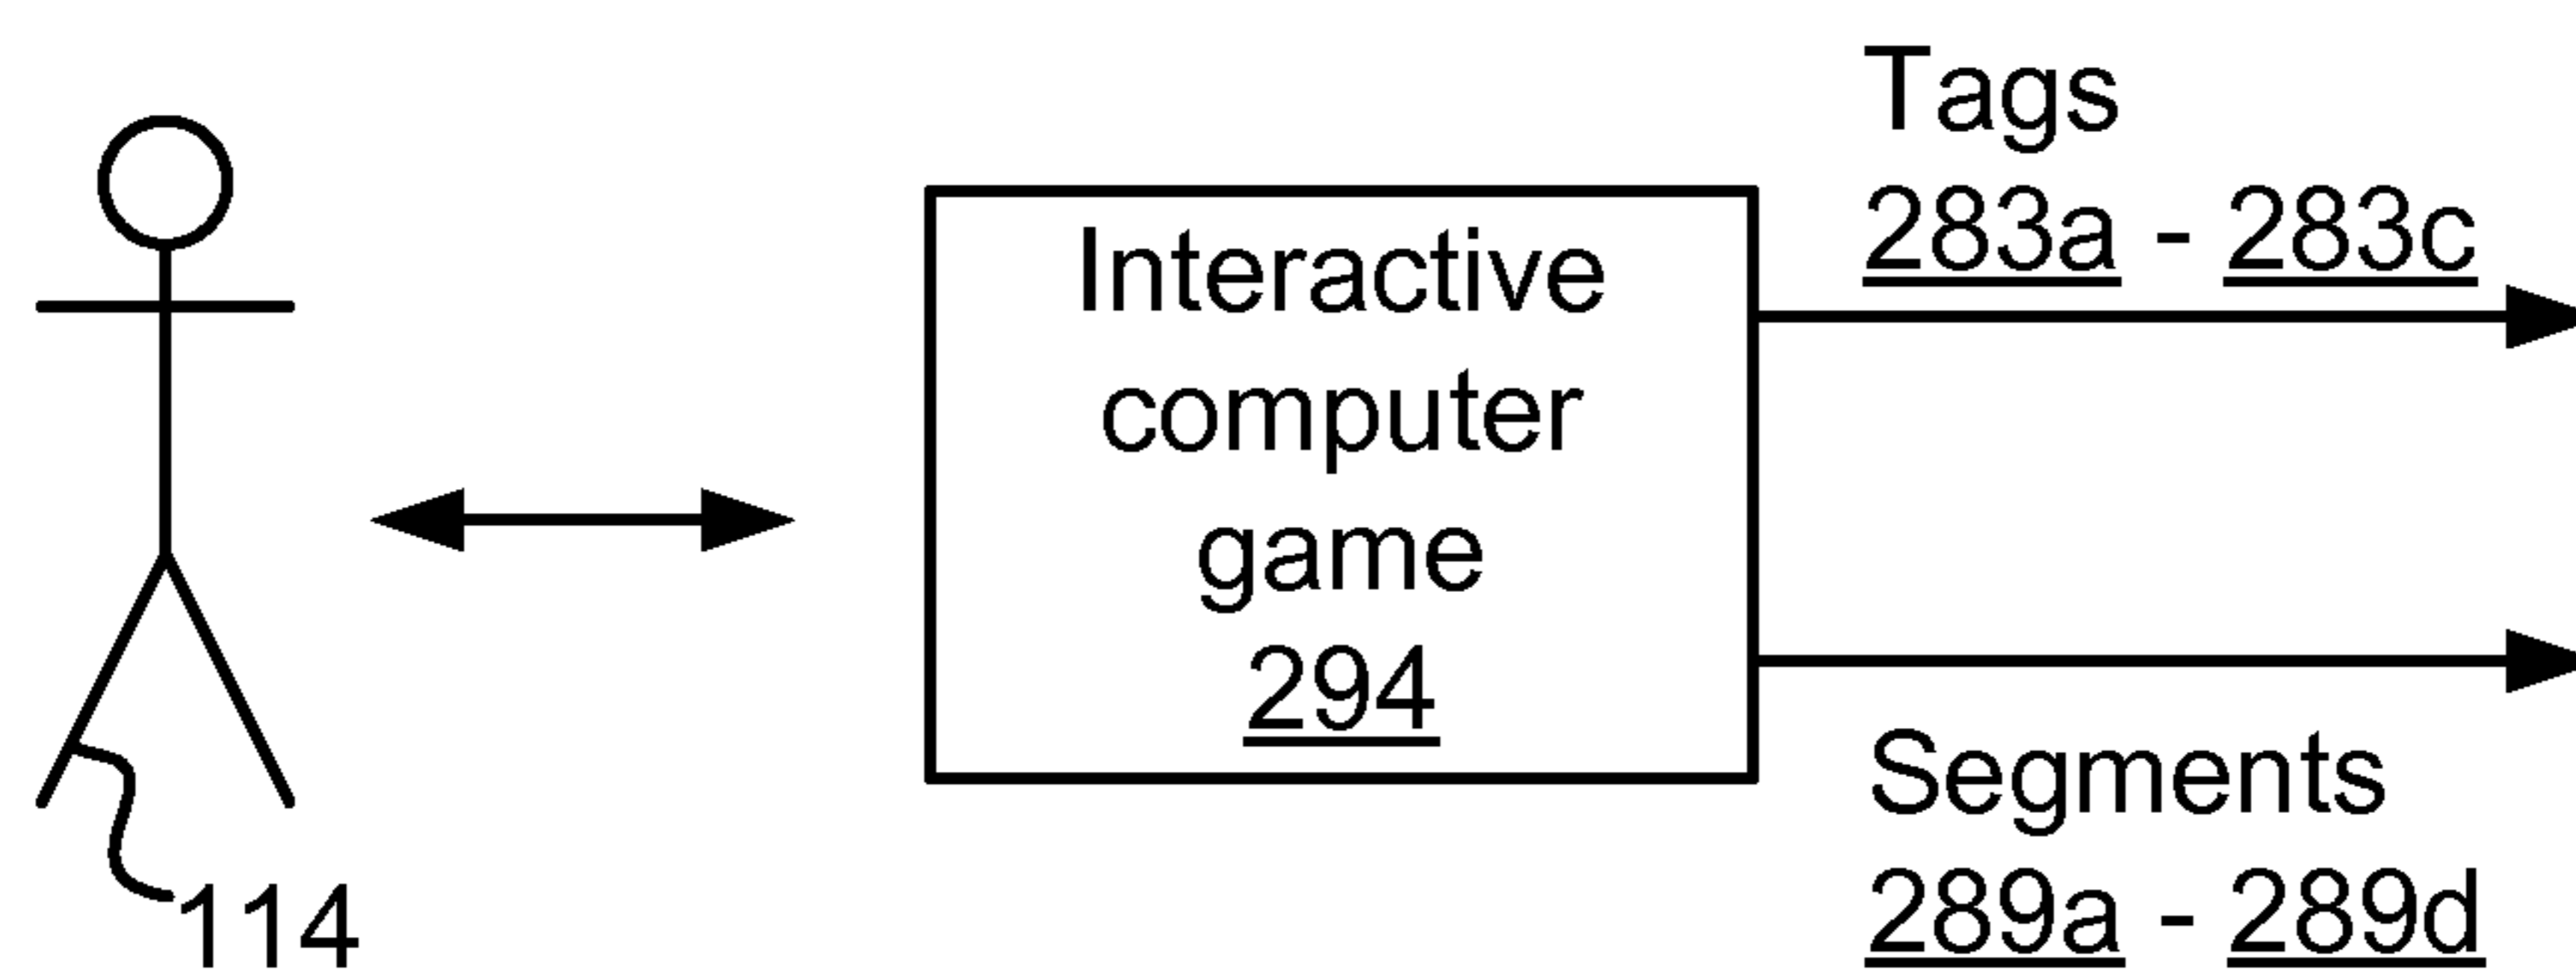 Tags
283a - 283c
Interactive
computer
game
294
Segments
289a - 289d
114